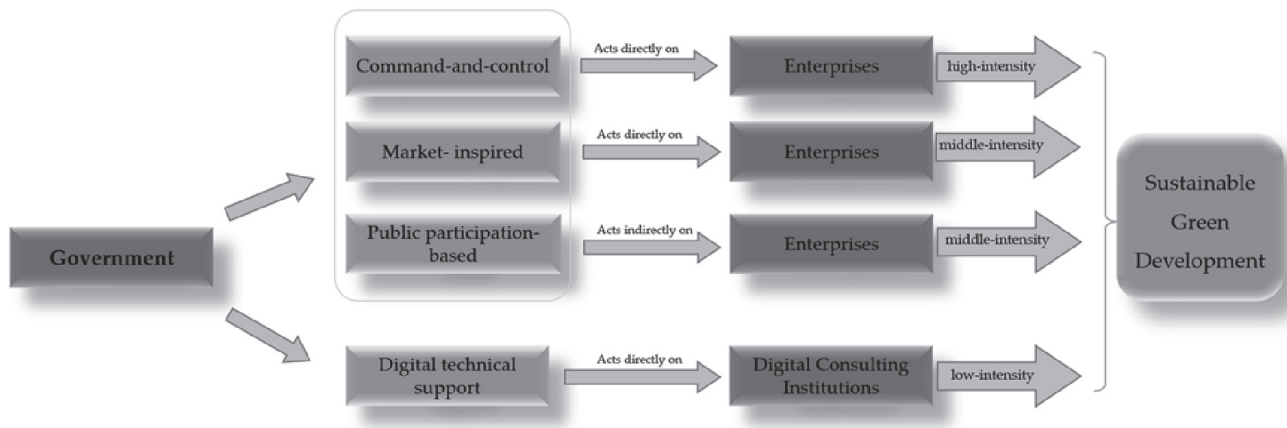 Government
Command-and-control
Acts directly on
Enterprises
high-intensity
Market- inspired
Acts directly on
Enterprises
middle-intensity
Public participation-
based
Acts indirectly on
Enterprises
middle-intensity
Digital technical
support
Acts directly on
Digital Consulting
Institutions
low-intensity
Sustainable
Green
Development